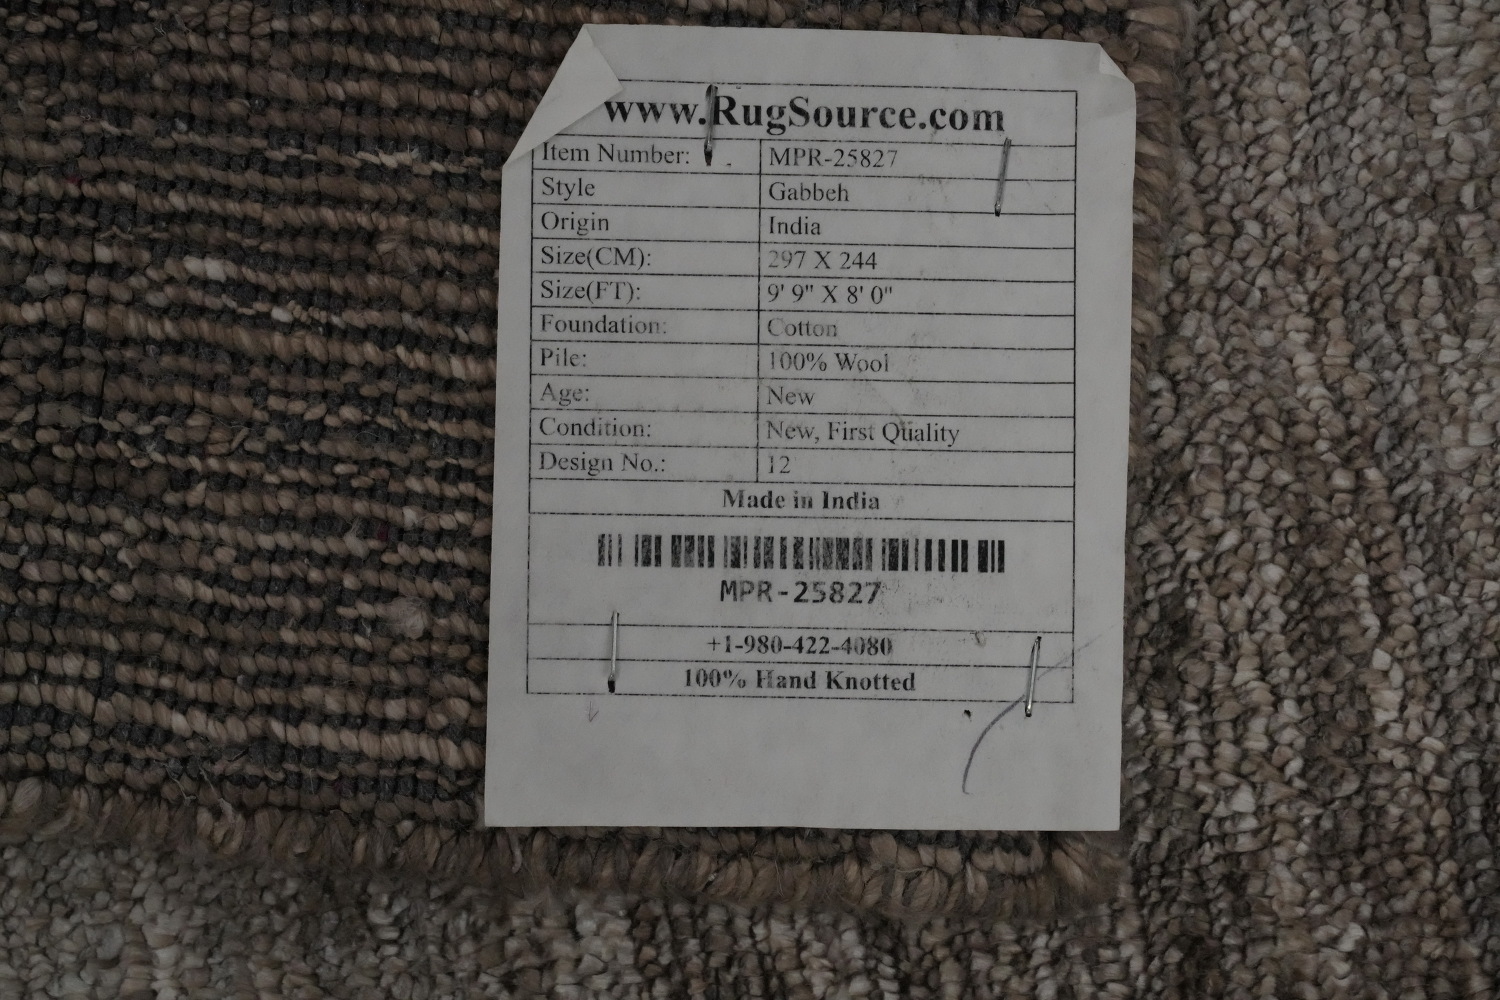 www.RugSource.com
Item Number: MPR-25827
Style Gabbeh
Origin India
Size(CM): 297 X 244
Size(FT): 9' 9" X 8' 0"
Foundation: Cotton
Pile: 100% Wool
Age: New
Condition: New, First Quality
Design No.: 12
Made in India
MPR-25827
+1-980-422-4080
100% Hand Knotted